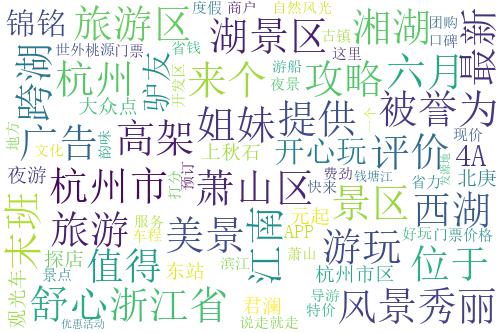 锦铭
旅游区
度假
商户
湖景区
自然风光
古镇
湘湖
团购
口碑
最新
世外桃源门票
省钱
这里
跨湖
杭州
驴友
来个
游船
夜景
攻略
六月
大众点
开发区
姐妹
提供
被誉为
地方
广告
高架
文化
韵味
上秋石
开心玩
评价
现价
4A
发源地
夜游
杭州市
打分
预订
萧山区
费劲
快来
钱塘江
省力
北庚
景区
西湖
末班
旅游
美景
江南
元起
APP
萧山
游玩
好玩
门票价格
位于
服务
车程
探店
值得
东站
滨江
杭州市区
观光车
景点
舒心
浙江省
君澜
导游
特价
风景秀丽
优惠活动
说走就走